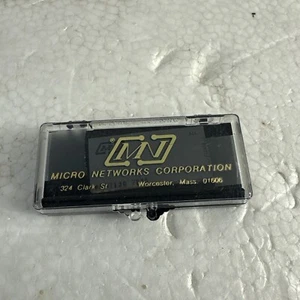 MN
MICRO NETWORKS CORPORATION
324 Clark St. Worcester, Mass. 01606